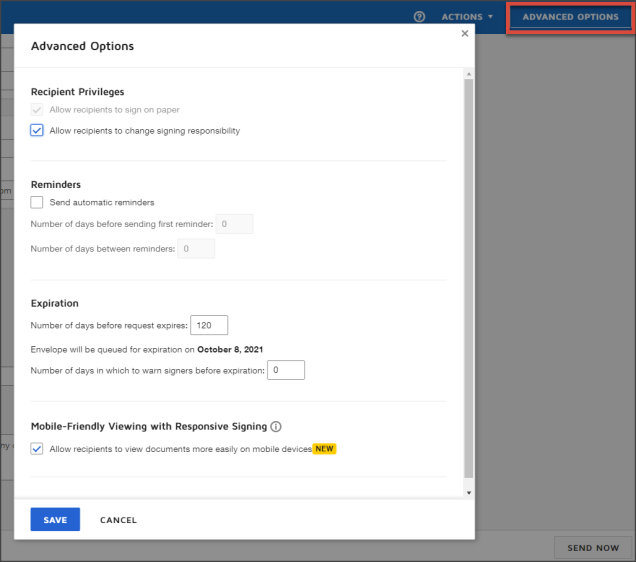 ACTIONS ▼
ADVANCED OPTIONS
Advanced Options
Recipient Privileges
Allow recipients to sign on paper
Allow recipients to change signing responsibility
Reminders
Send automatic reminders
Number of days before sending first reminder: 0
Number of days between reminders: 0
Expiration
Number of days before request expires: 120
Envelope will be queued for expiration on October 8, 2021
Number of days in which to warn signers before expiration: 0
Mobile-Friendly Viewing with Responsive Signing
Allow recipients to view documents more easily on mobile devices NEW
SAVE
CANCEL
SEND NOW